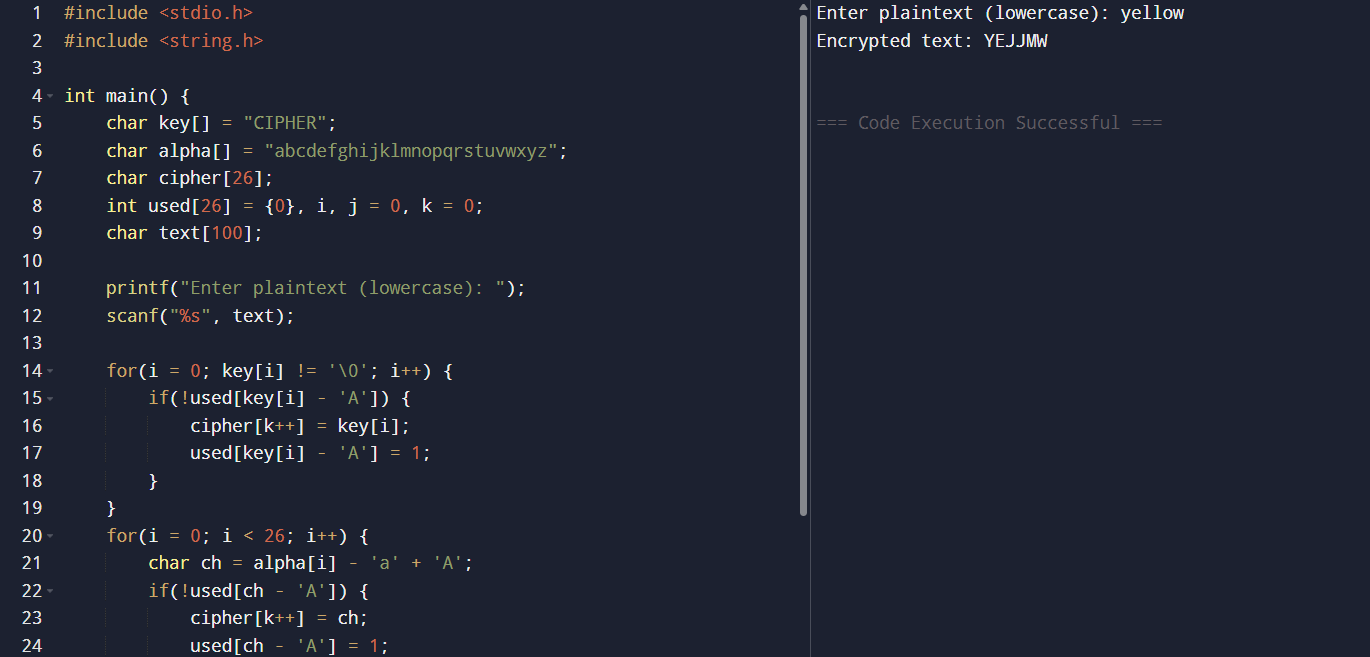 1 #include <stdio.h>
2 #include <string.h>
3
4 int main() {
5 char key[] = "CIPHER";
6 char alpha[] = "abcdefghijklmnopqrstuvwxyz";
7 char cipher[26];
8 int used[26] = {0}, i, j = 0, k = 0;
9 char text[100];
10
11 printf("Enter plaintext (lowercase): ");
12 scanf("%s", text);
13
14 for(i = 0; key[i] != '\0'; i++) {
15 if(!used[key[i] - 'A']) {
16 cipher[k++] = key[i];
17 used[key[i] - 'A'] = 1;
18 }
19 }
20 for(i = 0; i < 26; i++) {
21 char ch = alpha[i] - 'a' + 'A';
22 if(!used[ch - 'A']) {
23 cipher[k++] = ch;
24 used[ch - 'A'] = 1;
Enter plaintext (lowercase): yellow
Encrypted text: YEJJMW
=== Code Execution Successful ===